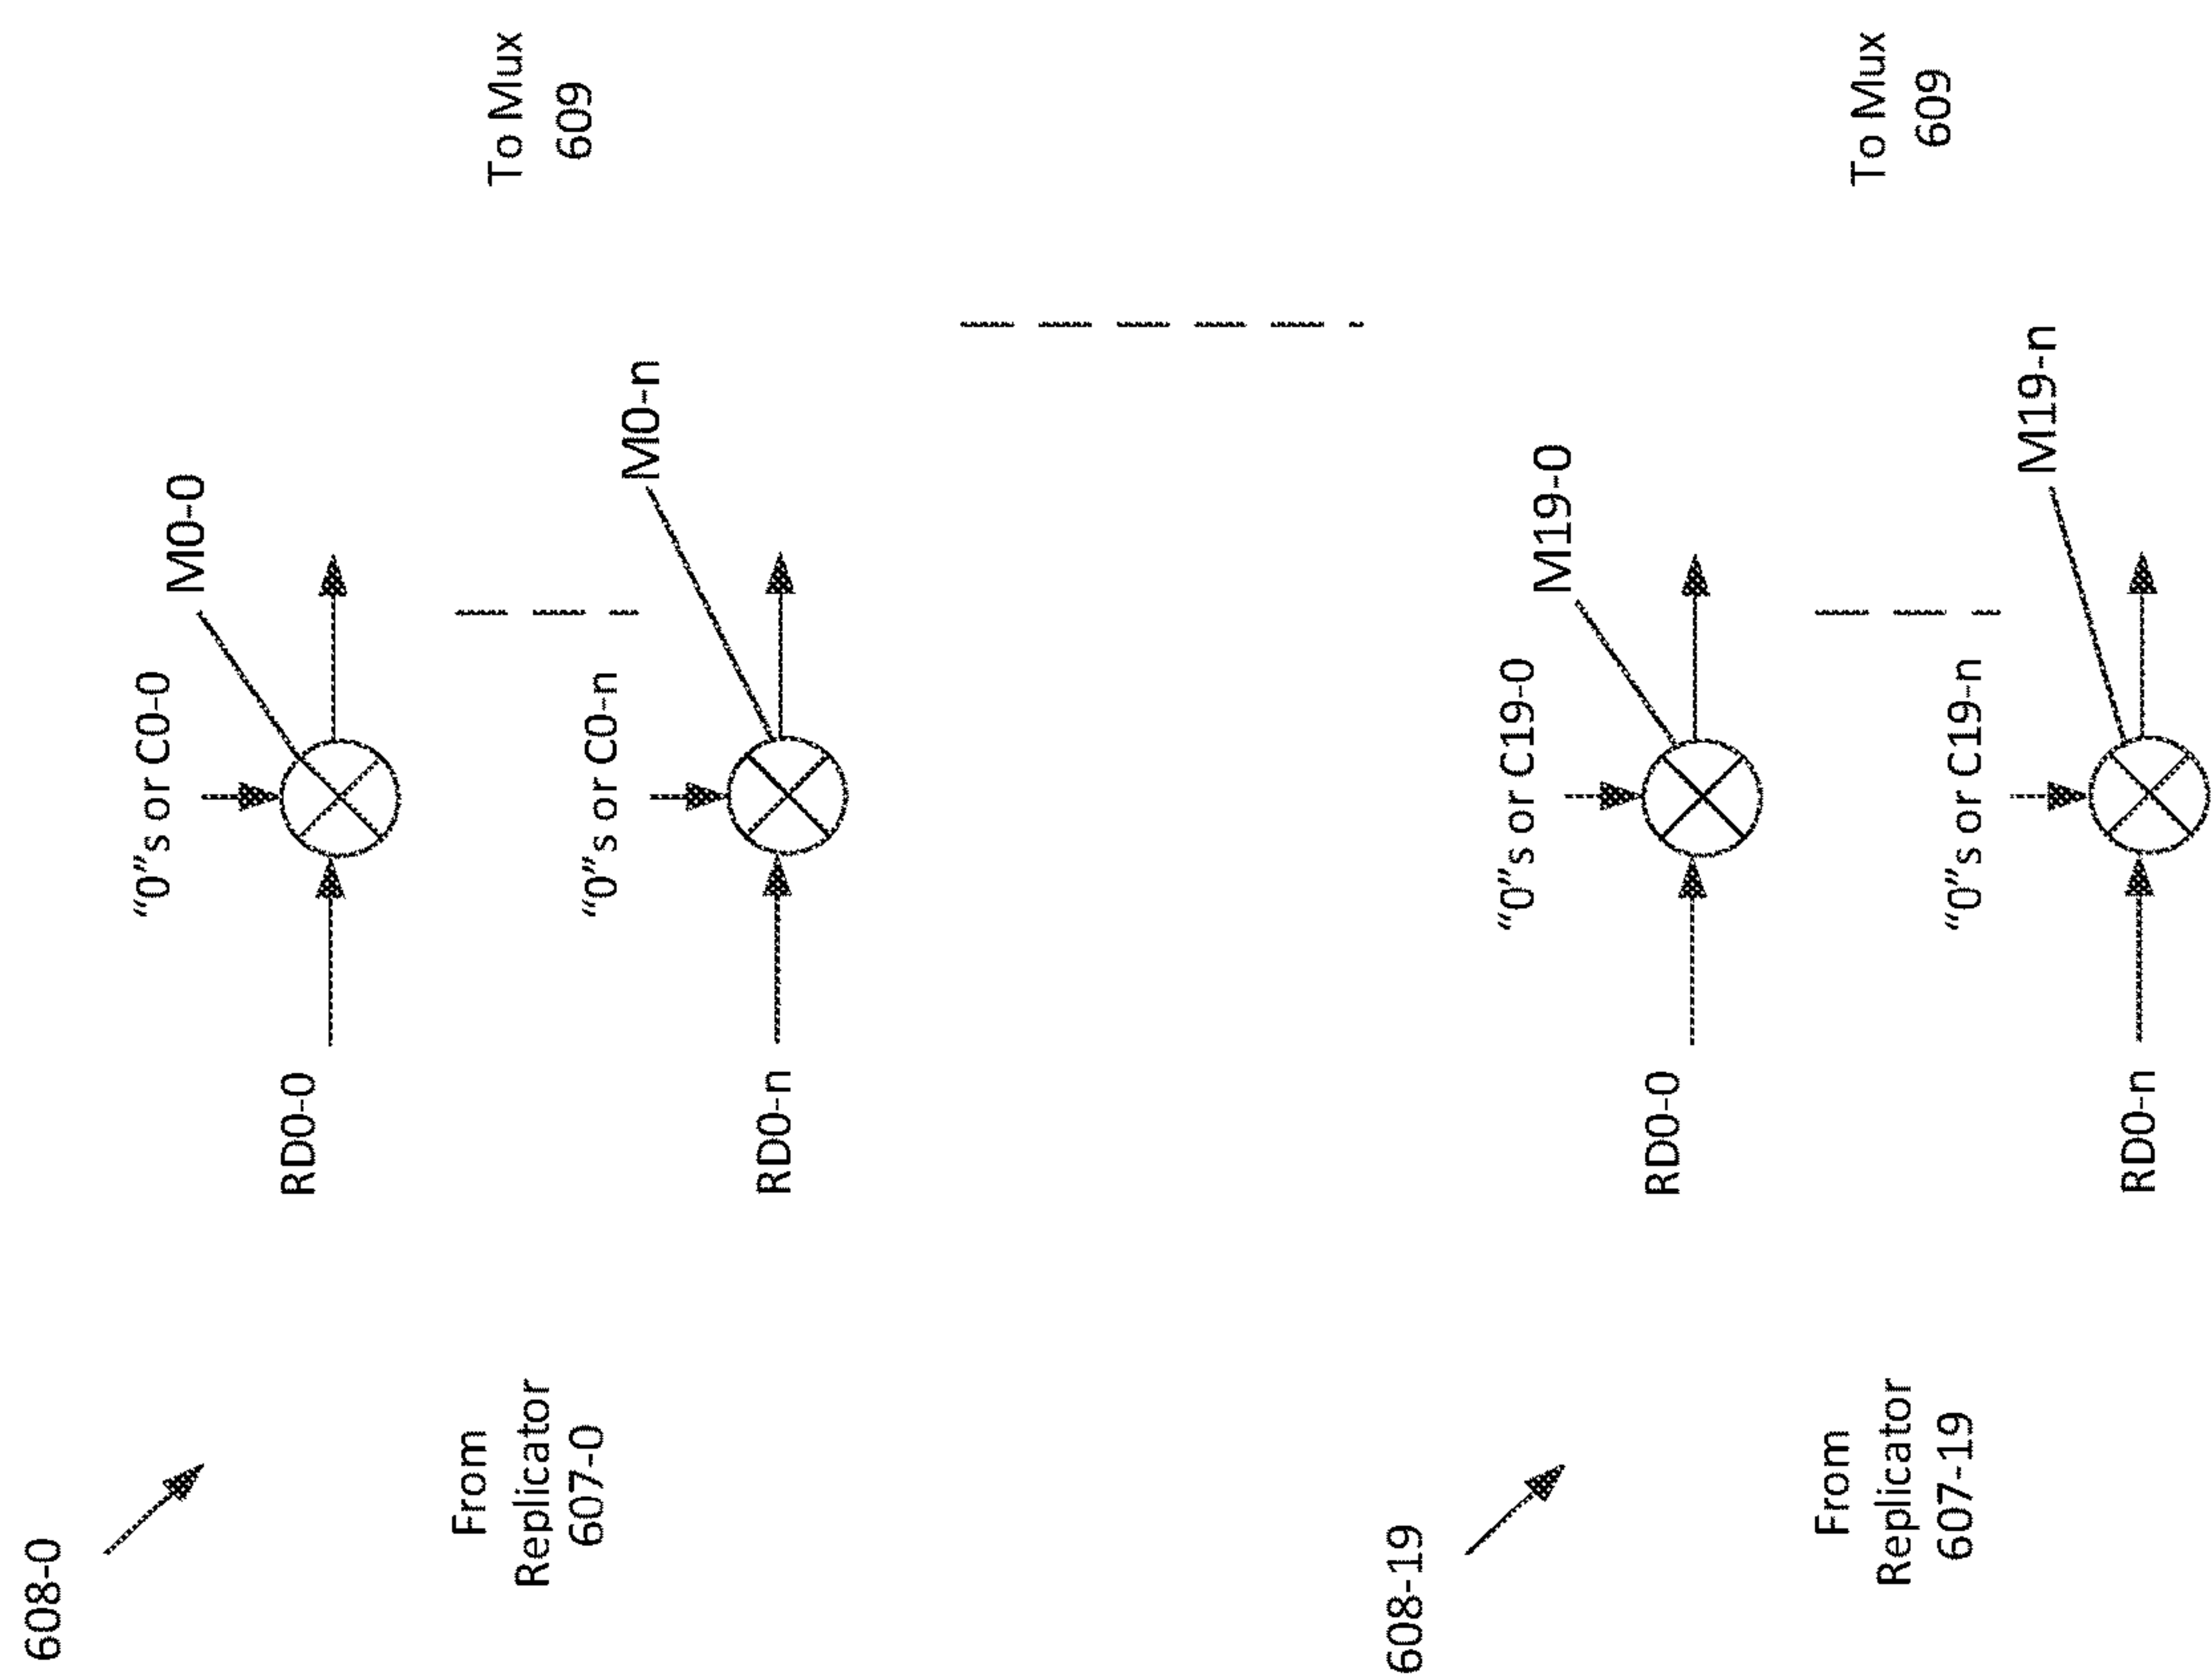 608-0
"0"s or C0-0
M0-0
RD0-0
From
Replicator
607-0
To Mux
609
"0"s or C0-n
M0-n
RD0-n
608-19
"0"s or C19-0
M19-0
RD0-0
From
Replicator
607-19
To Mux
609
"0"s or C19-n
M19-n
RD0-n